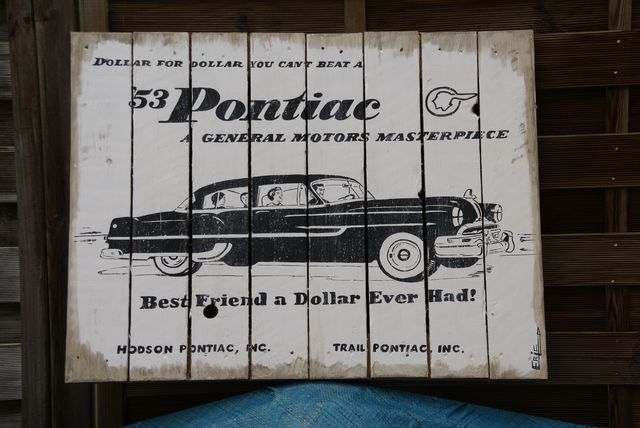 DOLLAR FOR DOLLAR YOU CAN'T BEAT A
'53 Pontiac
A GENERAL MOTORS MASTERPIECE
Best Friend a Dollar Ever Had!
HODSON PONTIAC, INC. TRAIL PONTIAC, INC.
ERIE